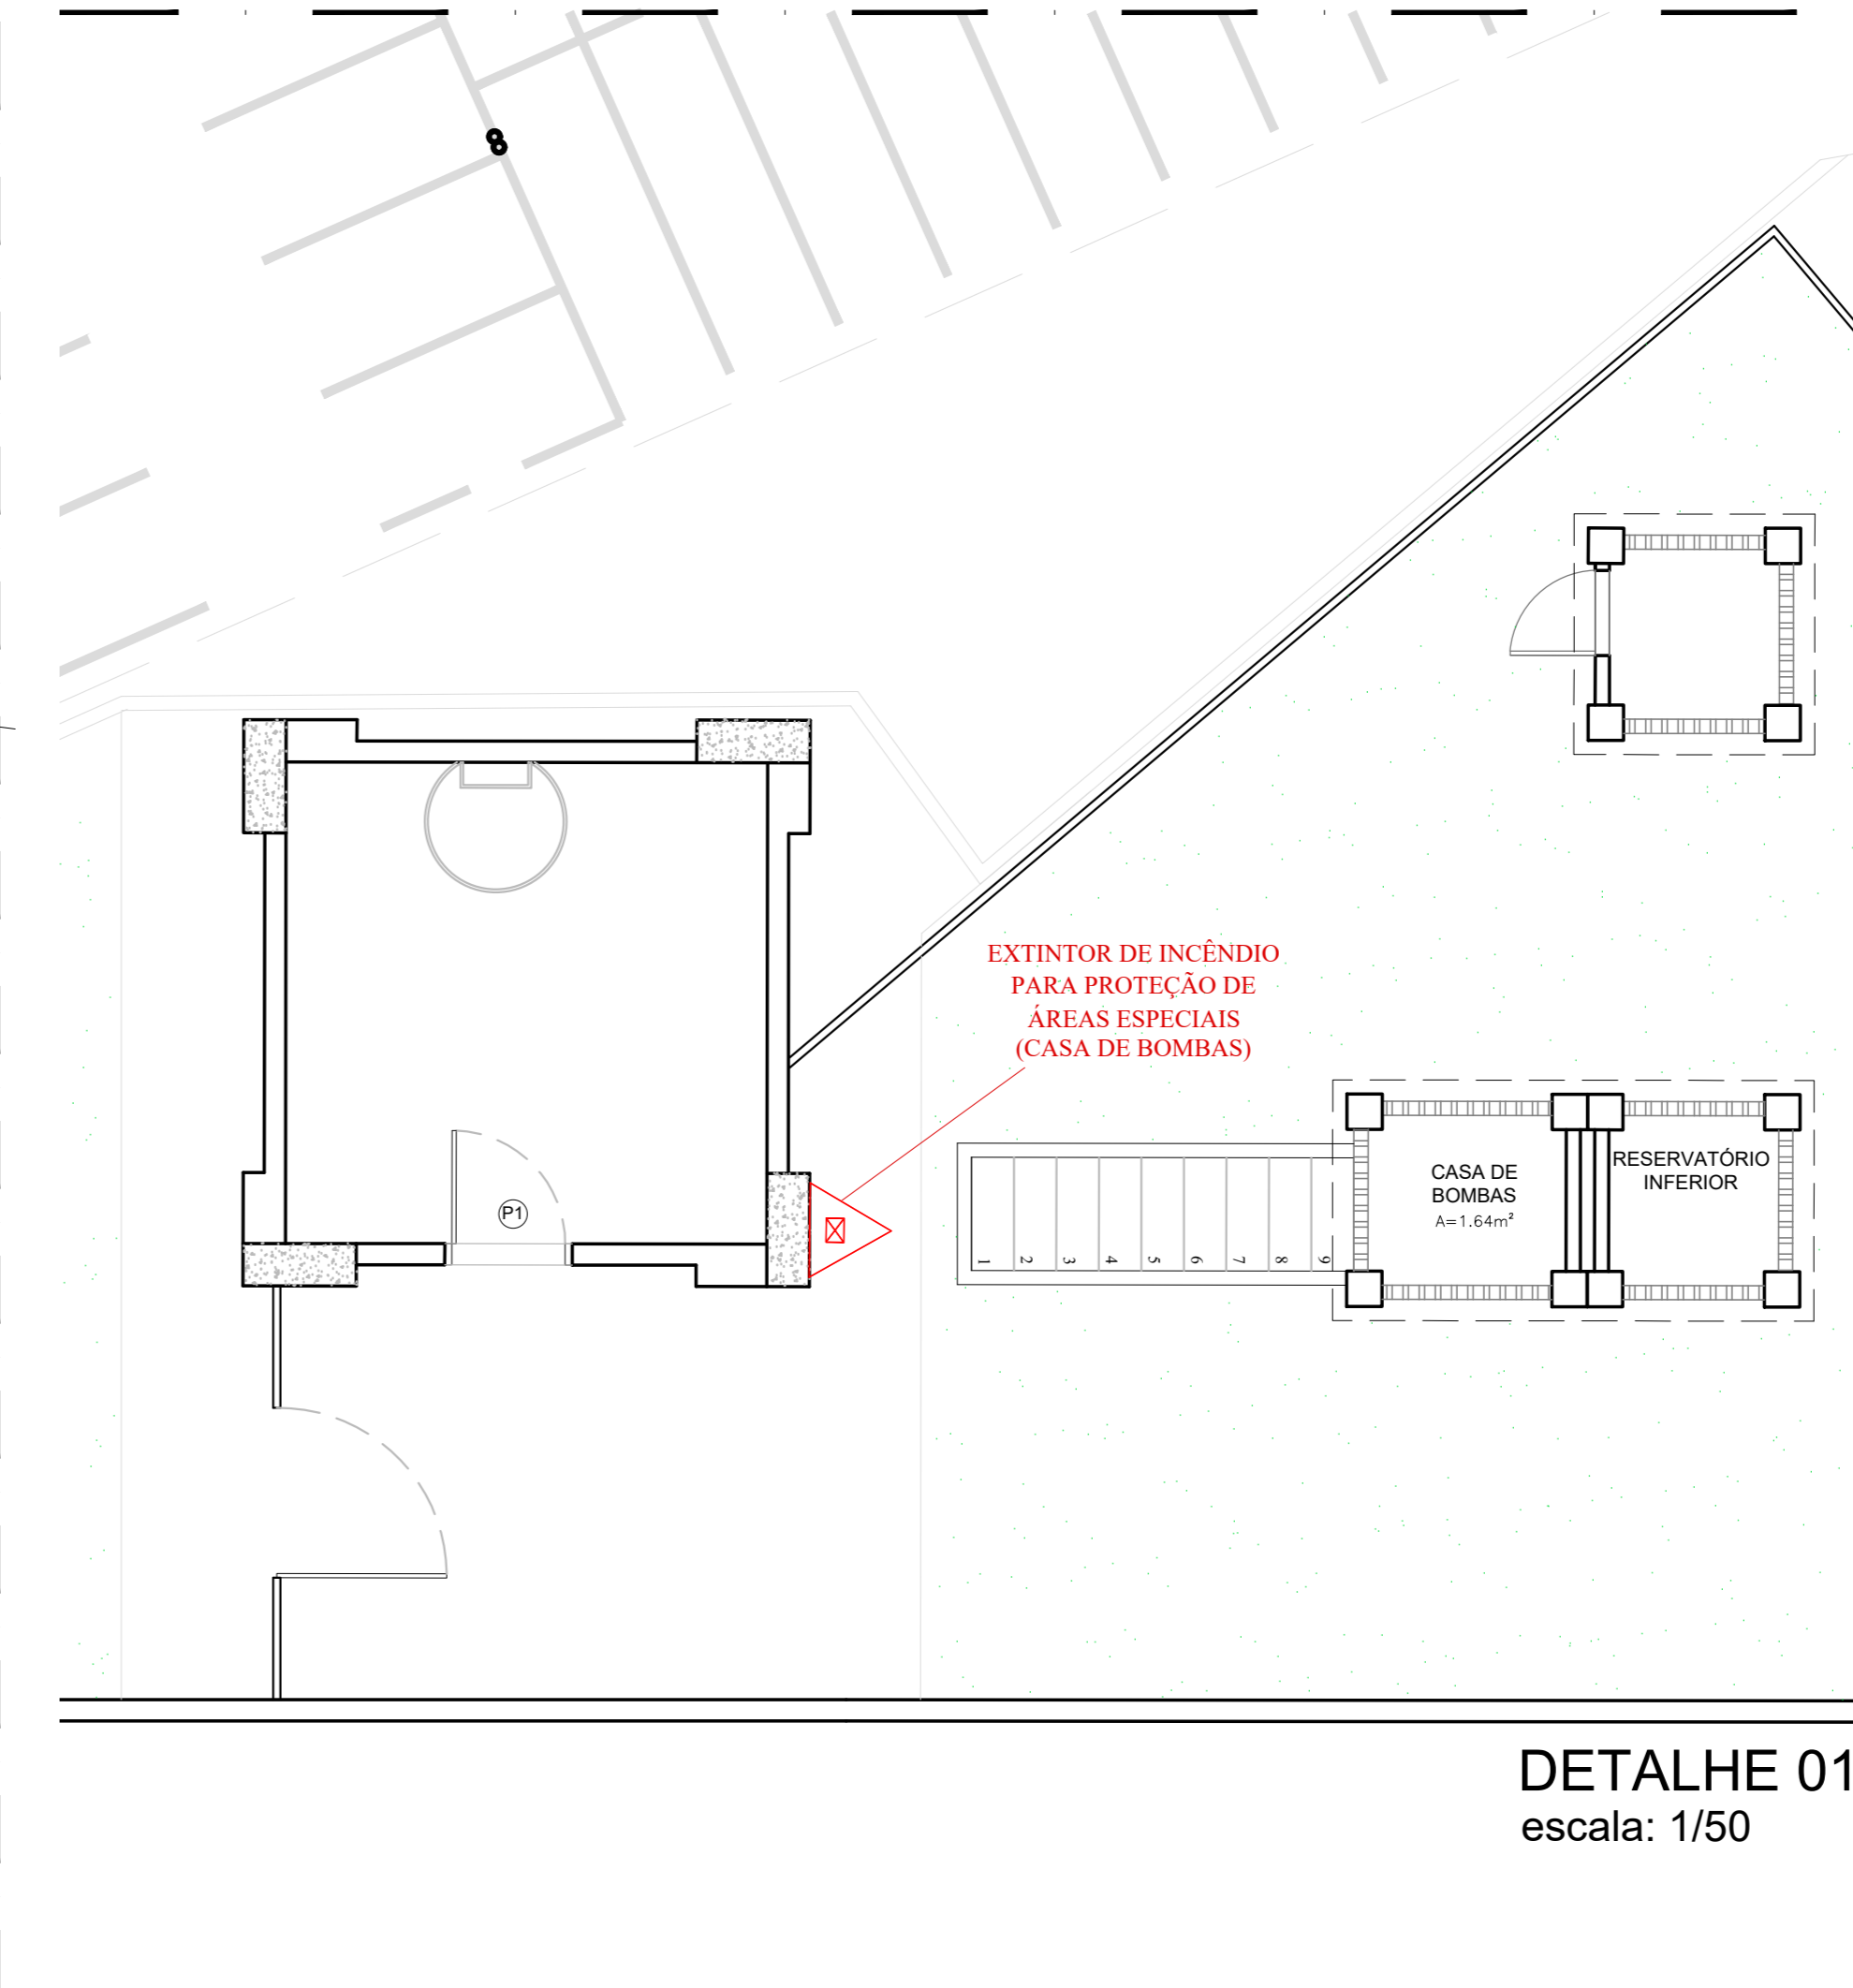 EXTINTOR DE INCÊNDIO
PARA PROTEÇÃO DE
ÁREAS ESPECIAIS
(CASA DE BOMBAS)
CASA DE
BOMBAS
A=1.64m²
RESERVATÓRIO
INFERIOR
P1
1 2 3 4 5 6 7 8 9
DETALHE 01
escala: 1/50